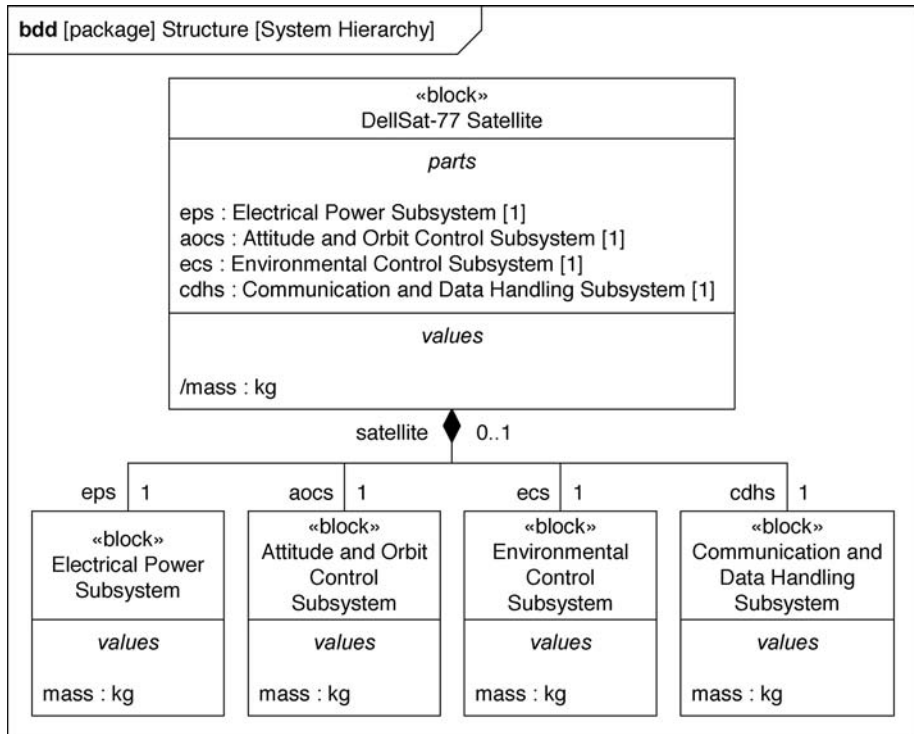 bdd [package] Structure [System Hierarchy]
«block»
DellSat-77 Satellite
parts
eps : Electrical Power Subsystem [1]
aocs : Attitude and Orbit Control Subsystem [1]
ecs : Environmental Control Subsystem [1]
cdhs : Communication and Data Handling Subsystem [1]
values
/mass : kg
satellite 0..1
eps 1
aocs 1
ecs 1
cdhs 1
«block»
Electrical Power
Subsystem
values
mass : kg
«block»
Attitude and Orbit
Control
Subsystem
values
mass : kg
«block»
Environmental
Control
Subsystem
values
mass : kg
«block»
Communication and
Data Handling
Subsystem
values
mass : kg